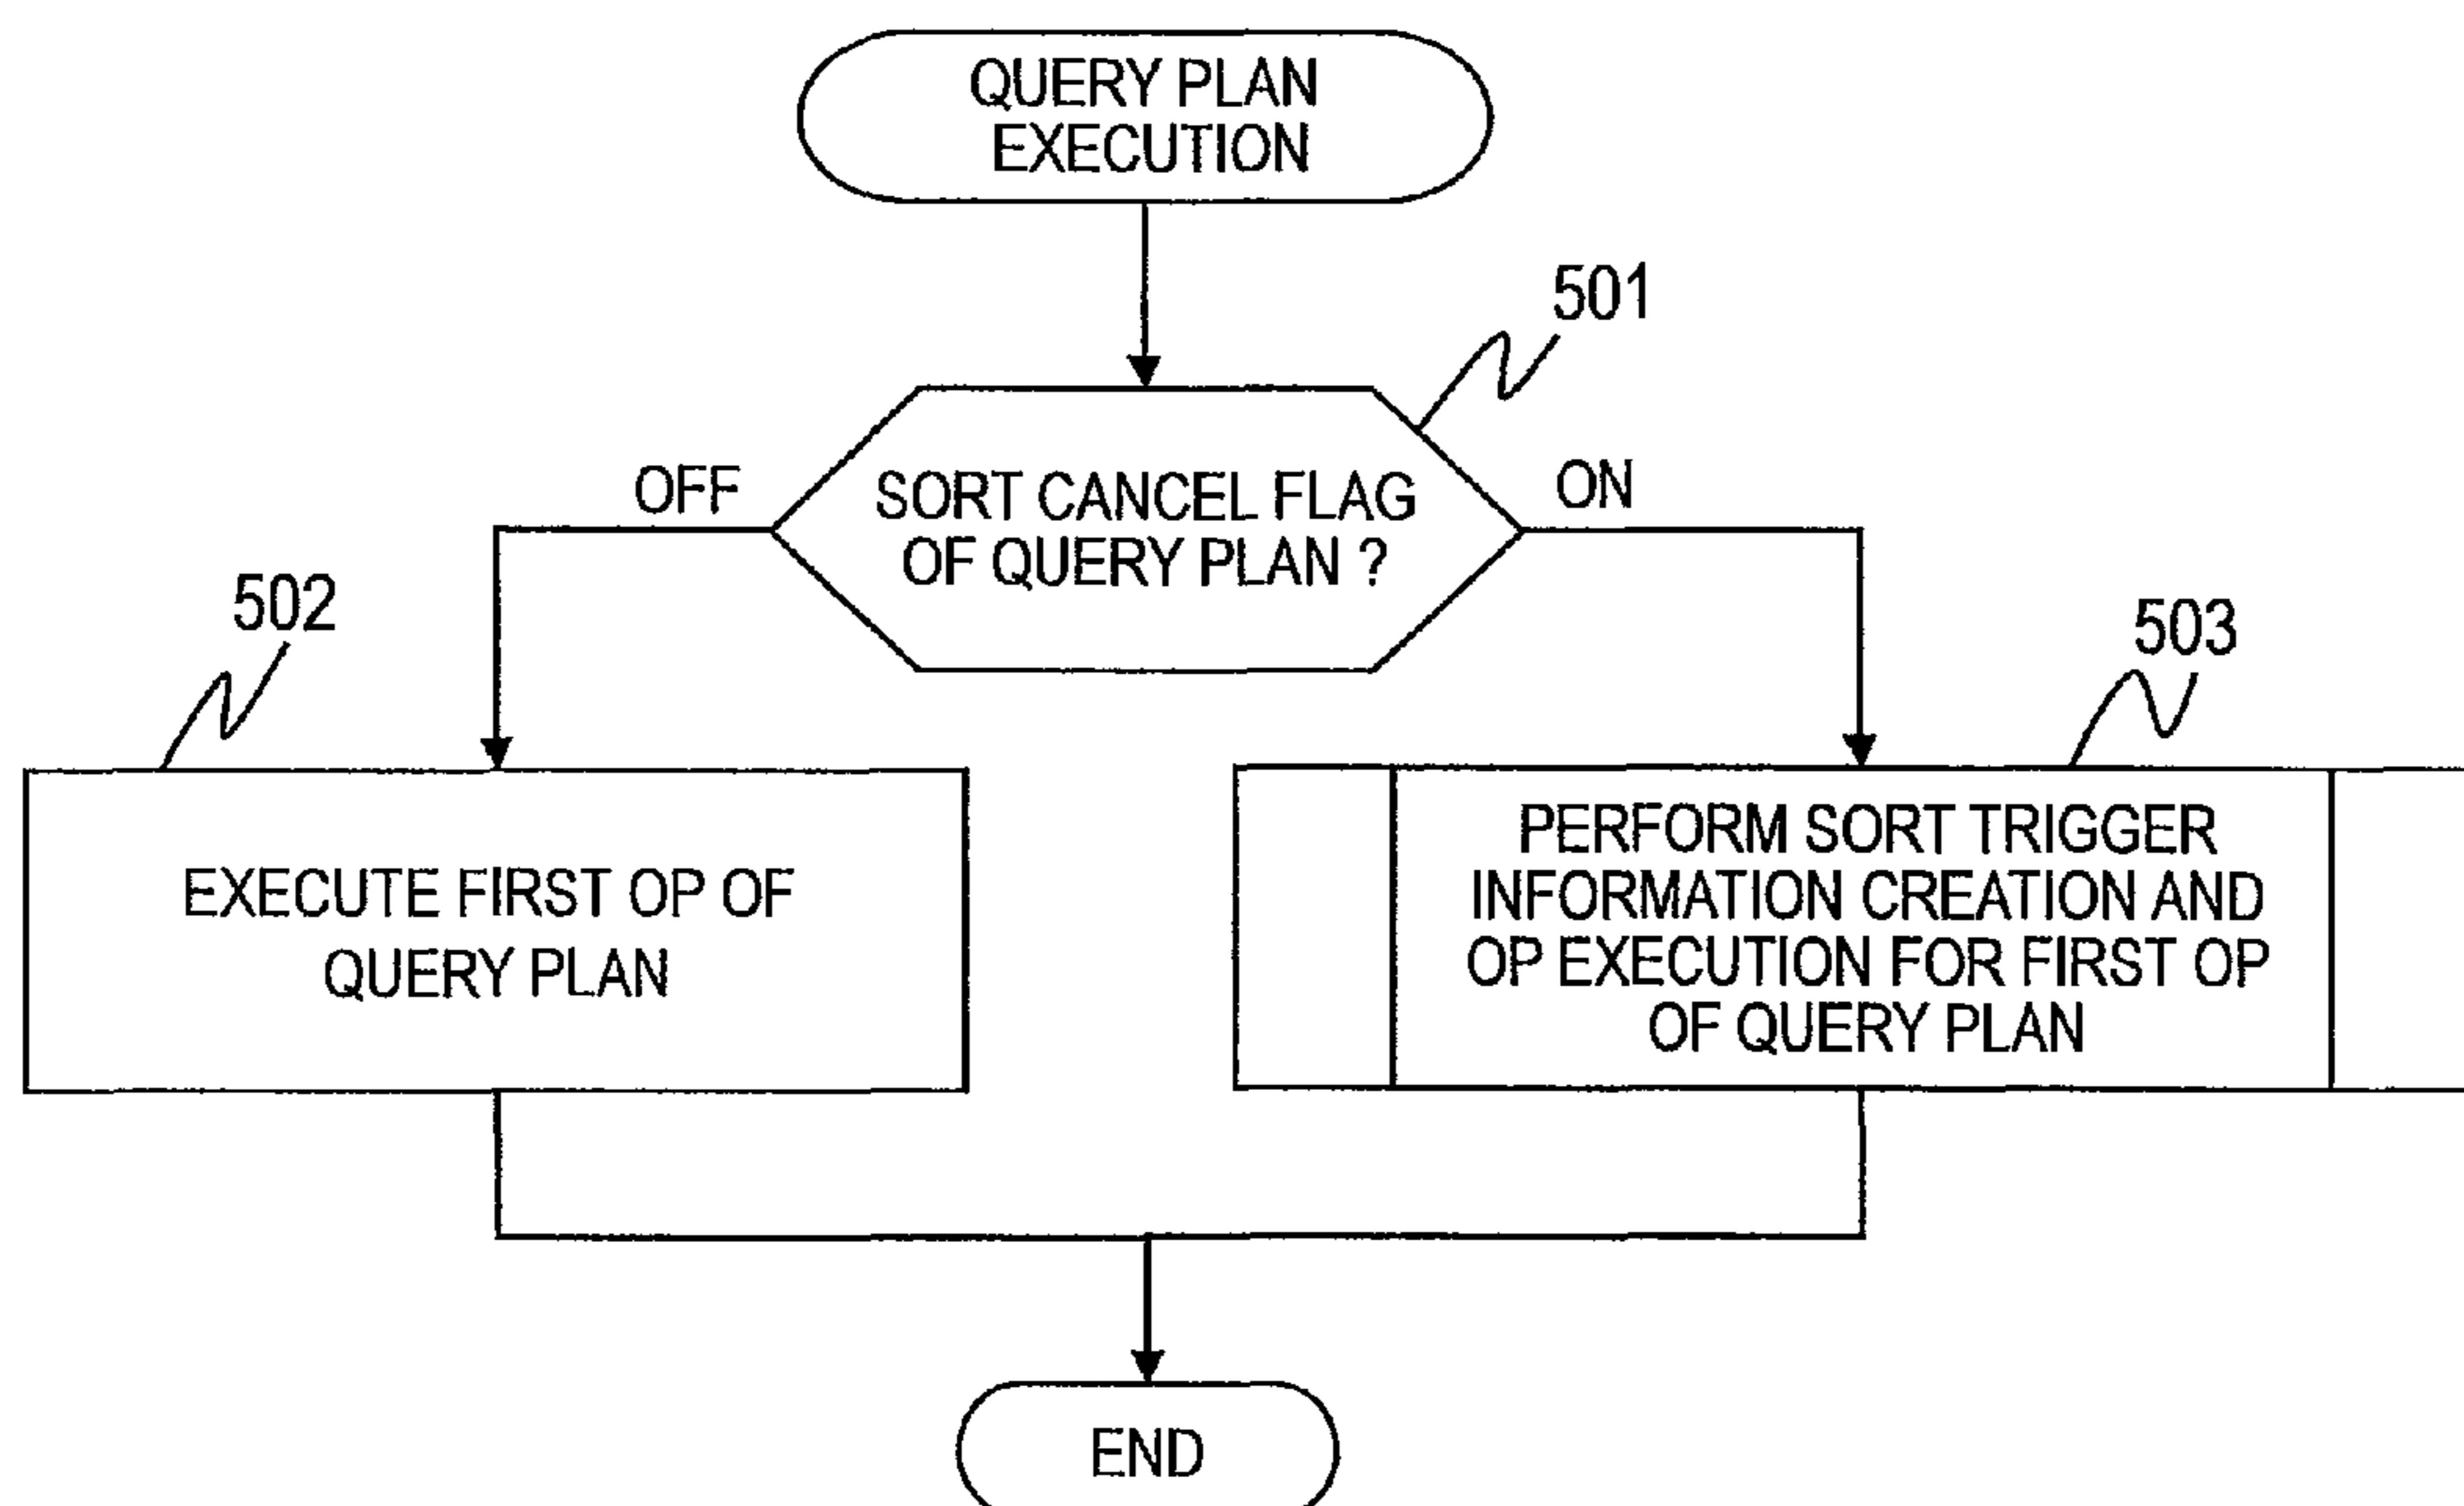 QUERY PLAN
EXECUTION
501
OFF
SORT CANCEL FLAG
OF QUERY PLAN ?
ON
502
503
EXECUTE FIRST OP OF
QUERY PLAN
PERFORM SORT TRIGGER
INFORMATION CREATION AND
OP EXECUTION FOR FIRST OP
OF QUERY PLAN
END